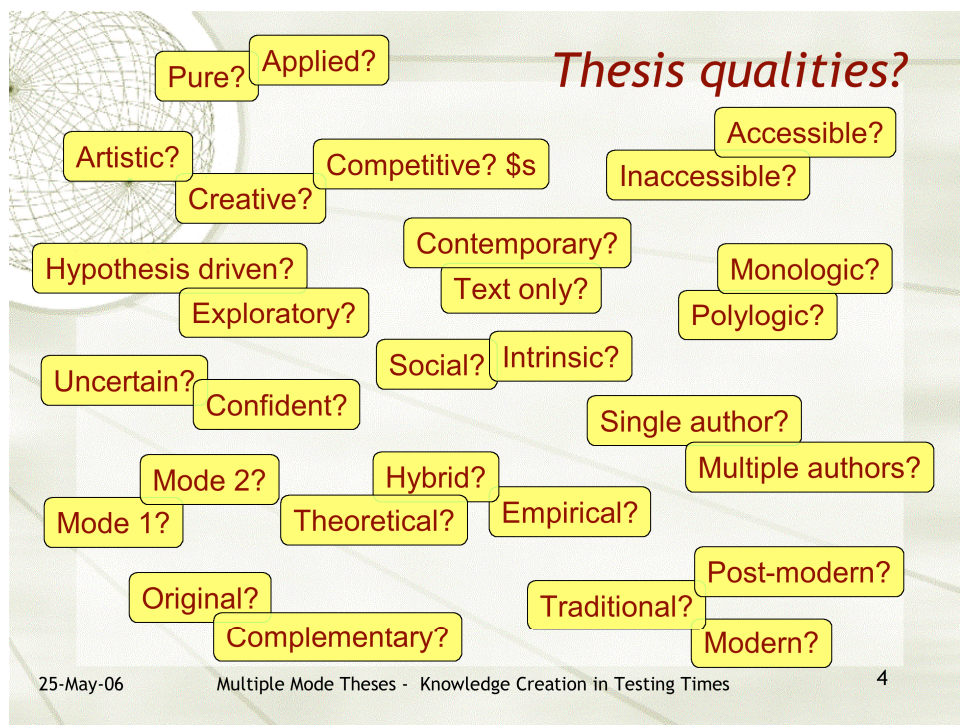 Thesis qualities?
Pure?
Applied?
Artistic?
Creative?
Competitive? $s
Accessible?
Inaccessible?
Hypothesis driven?
Exploratory?
Contemporary?
Text only?
Monologic?
Polylogic?
Uncertain?
Confident?
Social?
Intrinsic?
Single author?
Multiple authors?
Mode 2?
Mode 1?
Hybrid?
Theoretical?
Empirical?
Original?
Complementary?
Post-modern?
Traditional?
Modern?
25-May-06
Multiple Mode Theses - Knowledge Creation in Testing Times
4